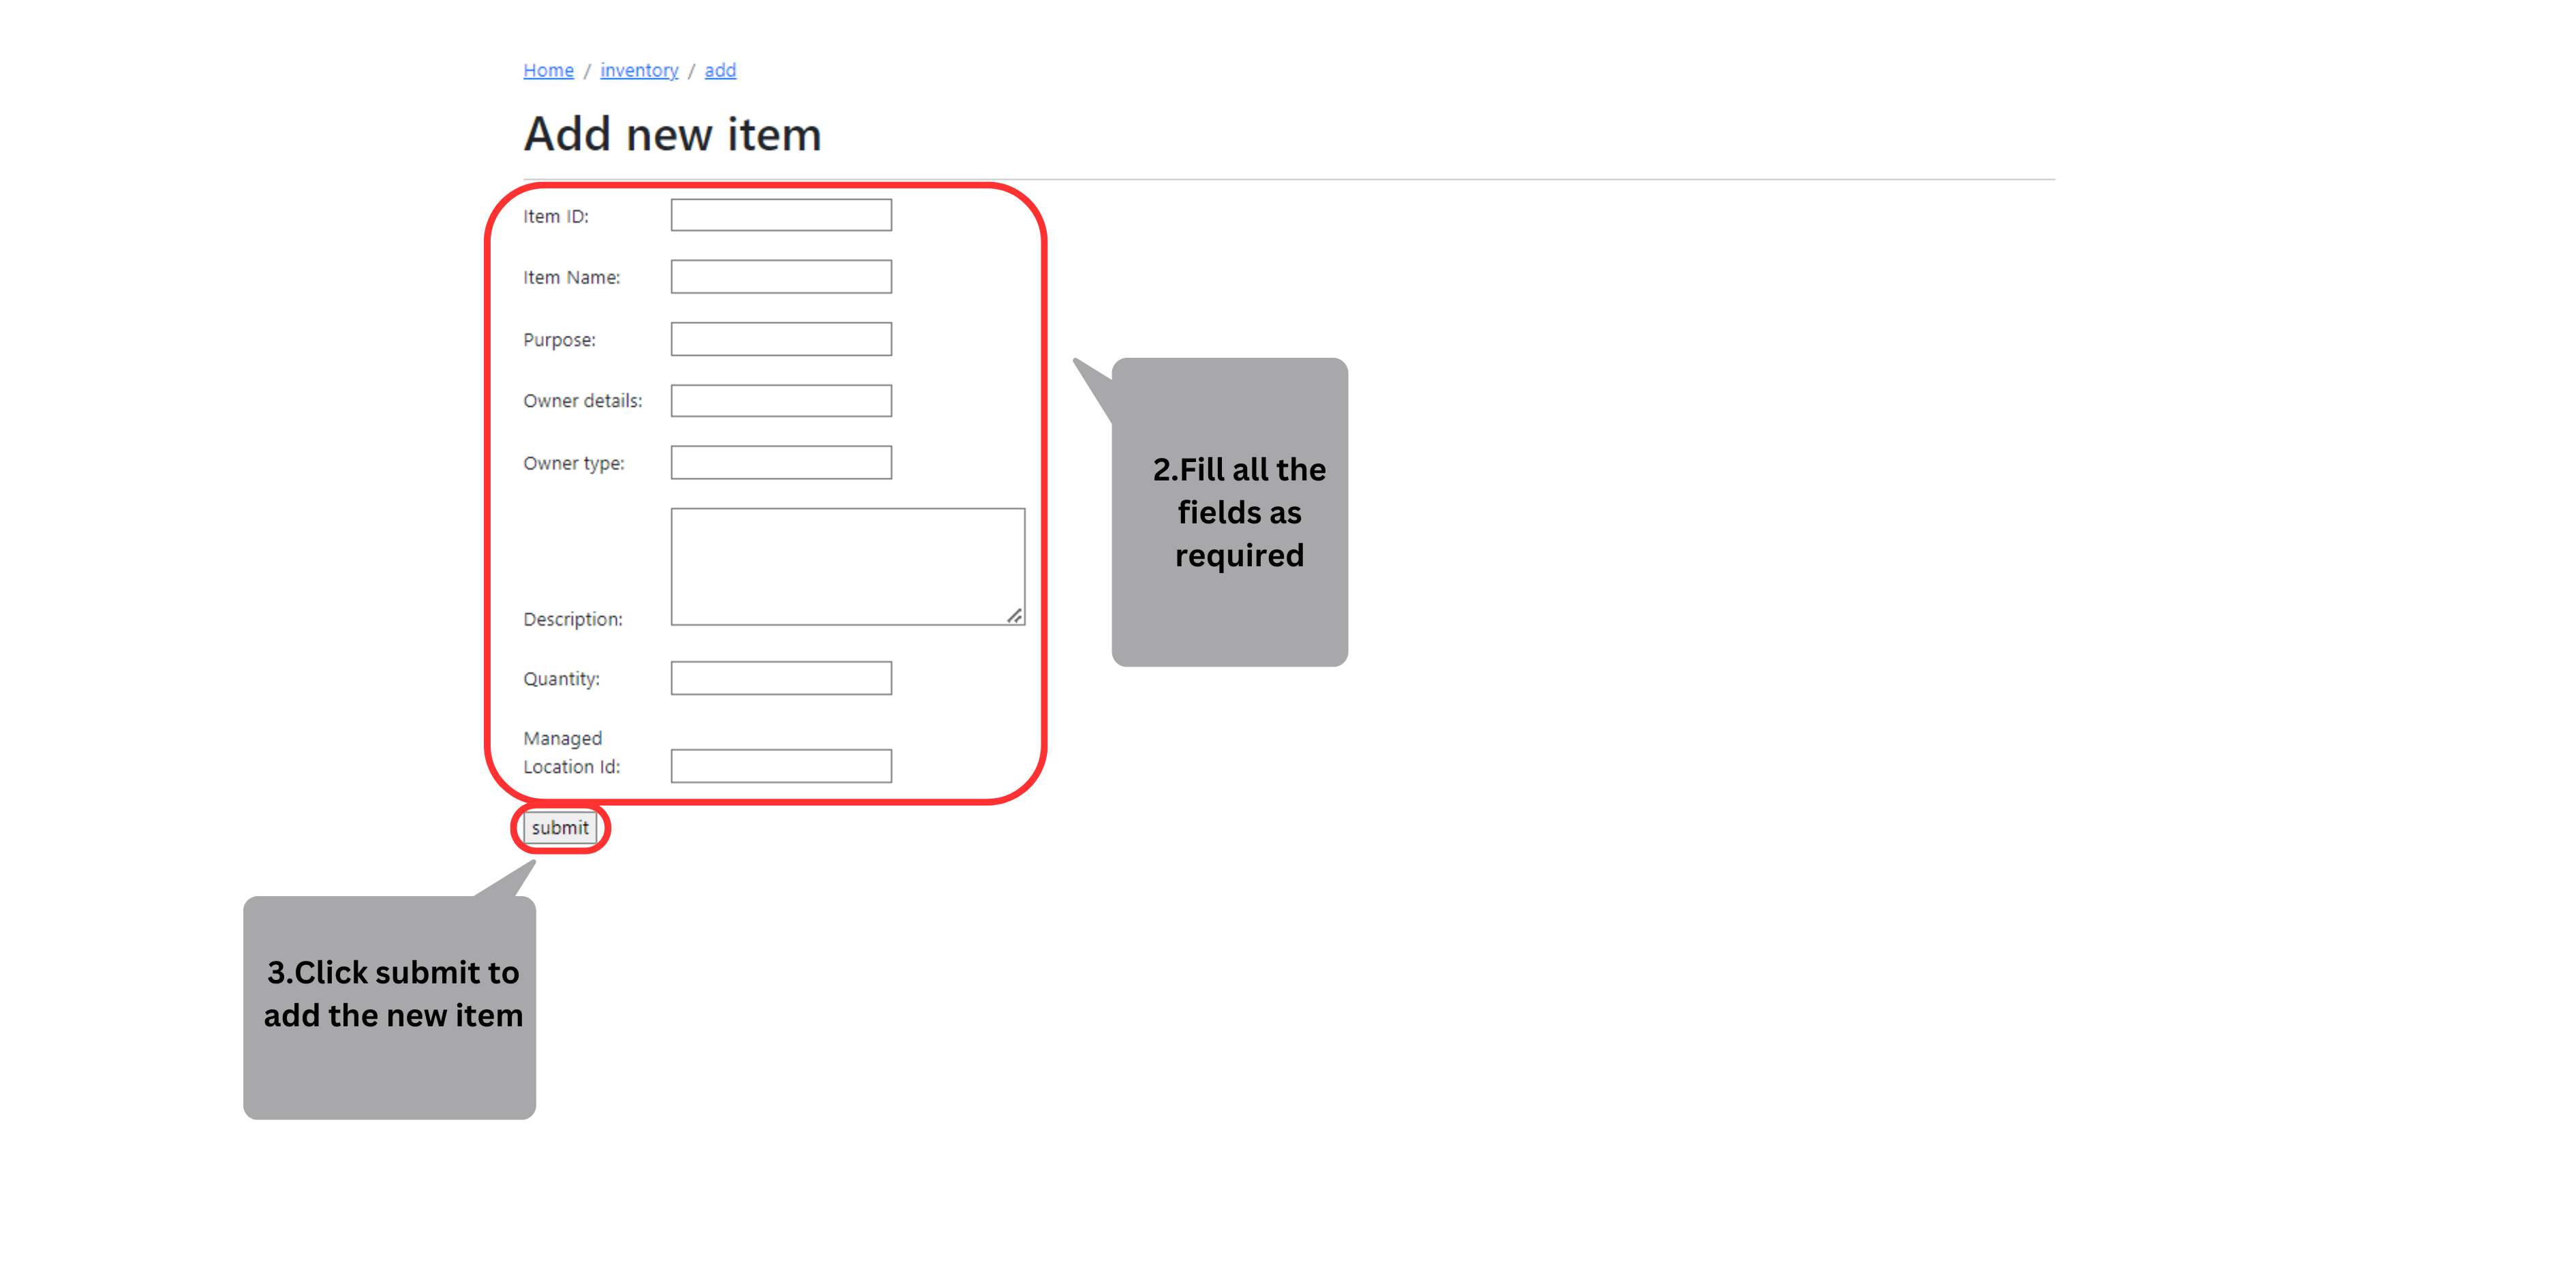 Home / inventory / add
Add new item
Item ID:
Item Name:
Purpose:
Owner details:
Owner type:
Description:
Quantity:
Managed
Location Id:
submit
2.Fill all the
fields as
required
3.Click submit to
add the new item